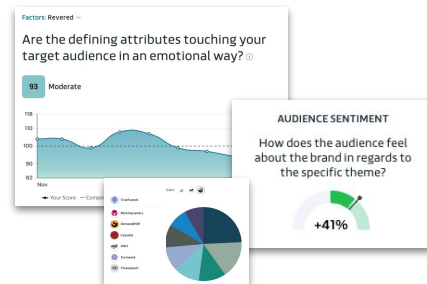 Factors: Revered
Are the defining attributes touching your
target audience in an emotional way?
93 Moderate
118
110
100
90
82
Nov
Your Score
AUDIENCE SENTIMENT
How does the audience feel
about the brand in regards to
the specific theme?
+41%